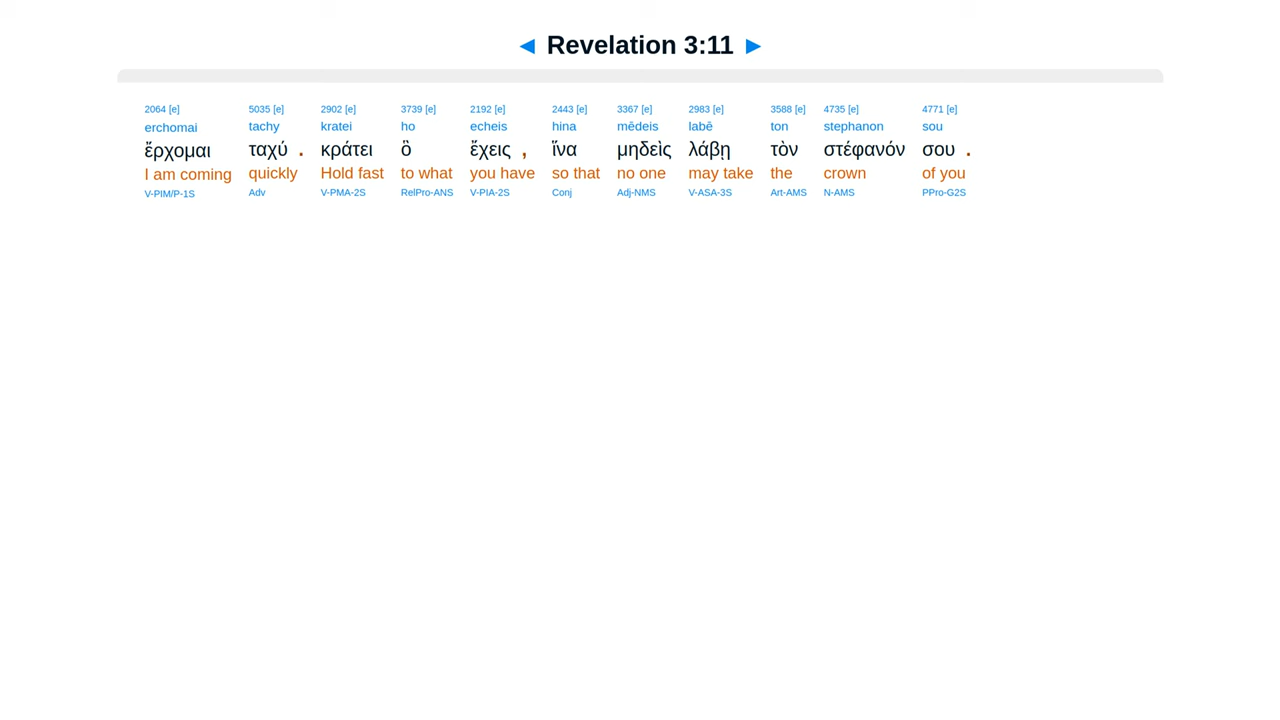 ◄ Revelation 3:11 ►
2064 [e] 5035 [e] 2902 [e] 3739 [e] 2192 [e] 2443 [e] 3367 [e] 2983 [e] 3588 [e] 4735 [e] 4771 [e]
erchomai tachy kratei ho echeis hina mēdeis labē ton stephanon sou
ἔρχομαι ταχύ . κράτει ὃ ἔχεις , ἵνα μηδεὶς λάβῃ τὸν στέφανόν σου .
I am coming quickly Hold fast to what you have so that no one may take the crown of you
V-PIM/P-1S Adv V-PMA-2S RelPro-ANS V-PIA-2S Conj Adj-NMS V-ASA-3S Art-AMS N-AMS PPro-G2S